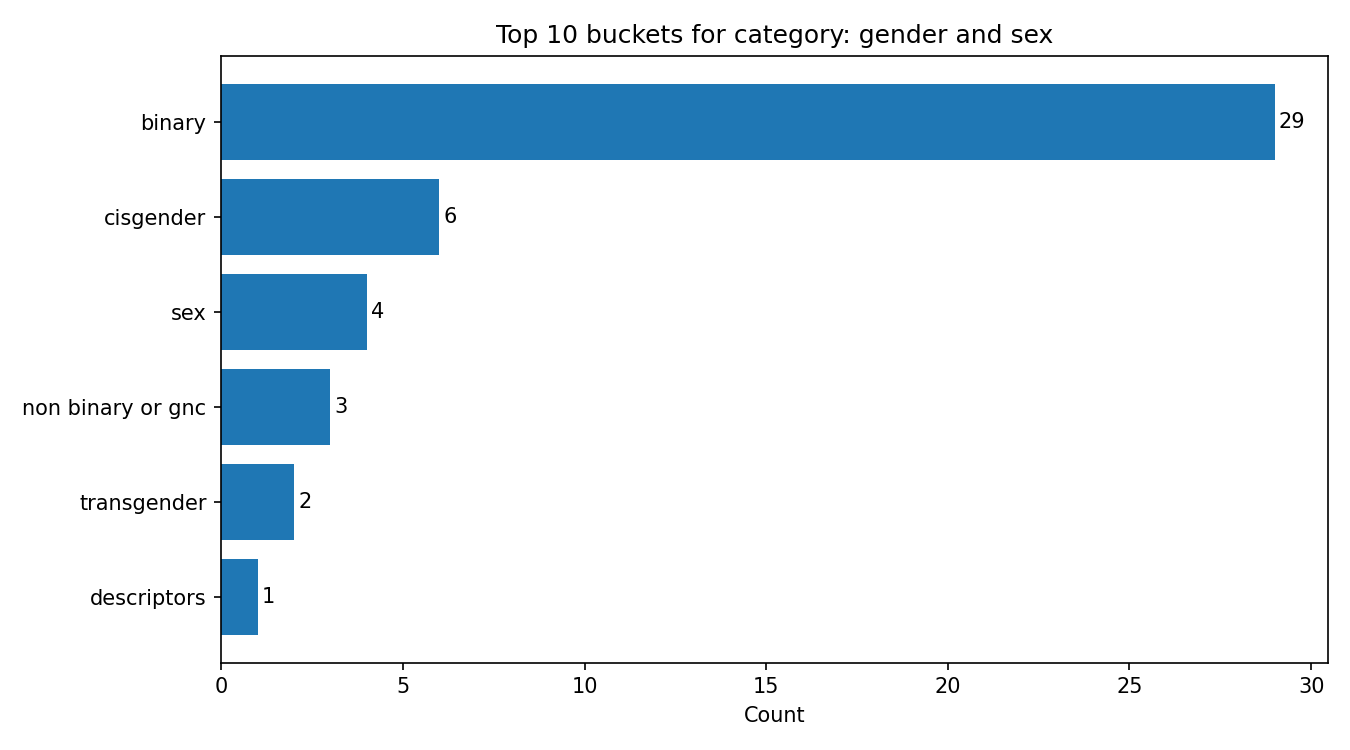 Top 10 buckets for category: gender and sex
binary
29
cisgender
6
sex
4
non binary or gnc
3
transgender
2
descriptors
1
0 5 10 15 20 25 30
Count